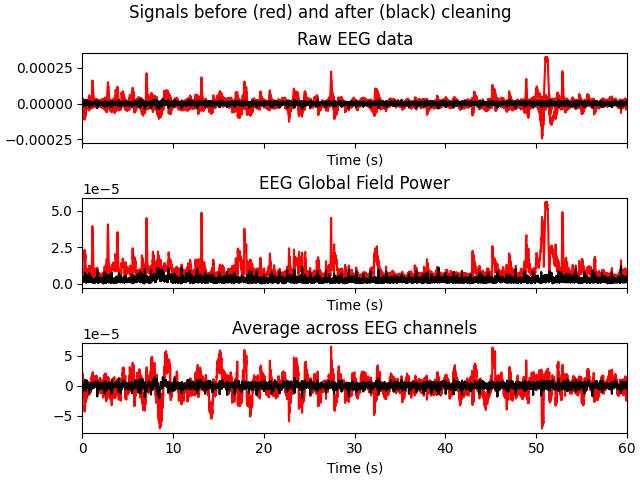 Signals before (red) and after (black) cleaning
Raw EEG data
0.00025
0.00000
−0.00025
Time (s)
EEG Global Field Power
1e−5
5.0
2.5
0.0
Time (s)
Average across EEG channels
1e−5
5
0
−5
0 10 20 30 40 50 60
Time (s)